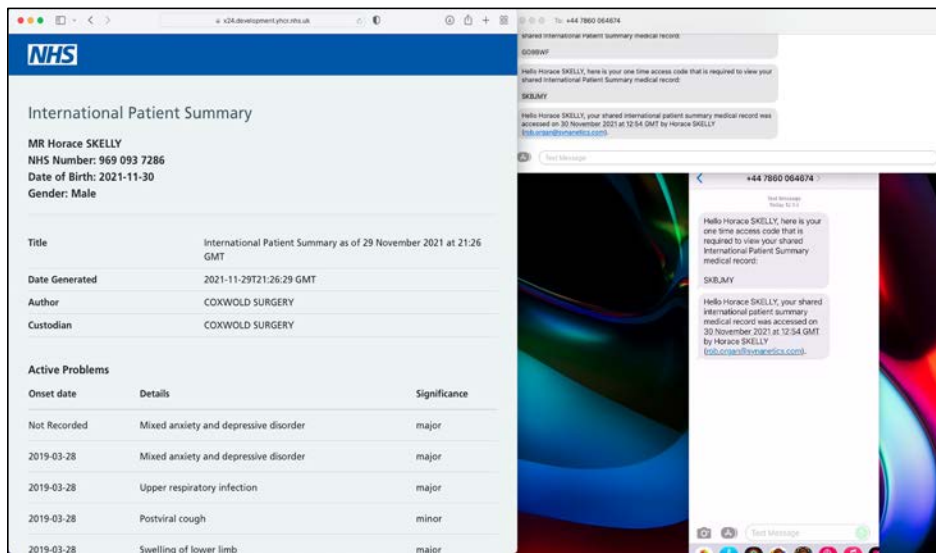 x24.development.yhcr.nhs.uk
NHS
International Patient Summary
MR Horace SKELLY
NHS Number: 969 093 7286
Date of Birth: 2021-11-30
Gender: Male
Title International Patient Summary as of 29 November 2021 at 21:26
GMT
Date Generated 2021-11-29T21:26:29 GMT
Author COXWOLD SURGERY
Custodian COXWOLD SURGERY
Active Problems
Onset date Details Significance
Not Recorded Mixed anxiety and depressive disorder major
2019-03-28 Mixed anxiety and depressive disorder major
2019-03-28 Upper respiratory infection major
2019-03-28 Postviral cough minor
2019-03-28 Swelling of lower limb major
To: +44 7860 064674
shared International Patient Summary medical record:
Hello Horace SKELLY, here is your one time access code that is required to view your
shared International Patient Summary medical record:
SKBJMY
Hello Horace SKELLY, your shared international patient summary medical record was
accessed on 30 November 2021 at 12:54 GMT by Horace SKELLY
(rob.organ@synanetics.com).
Text Message
+44 7860 064674
Text Message
Hello Horace SKELLY, here is your
one time access code that is
required to view your shared
International Patient Summary
medical record:
SKBJMY
Hello Horace SKELLY, your shared
international patient summary
medical record was accessed on
30 November 2021 at 12:54 GMT
by Horace SKELLY
(rob.organ@synanetics.com).
Text Message